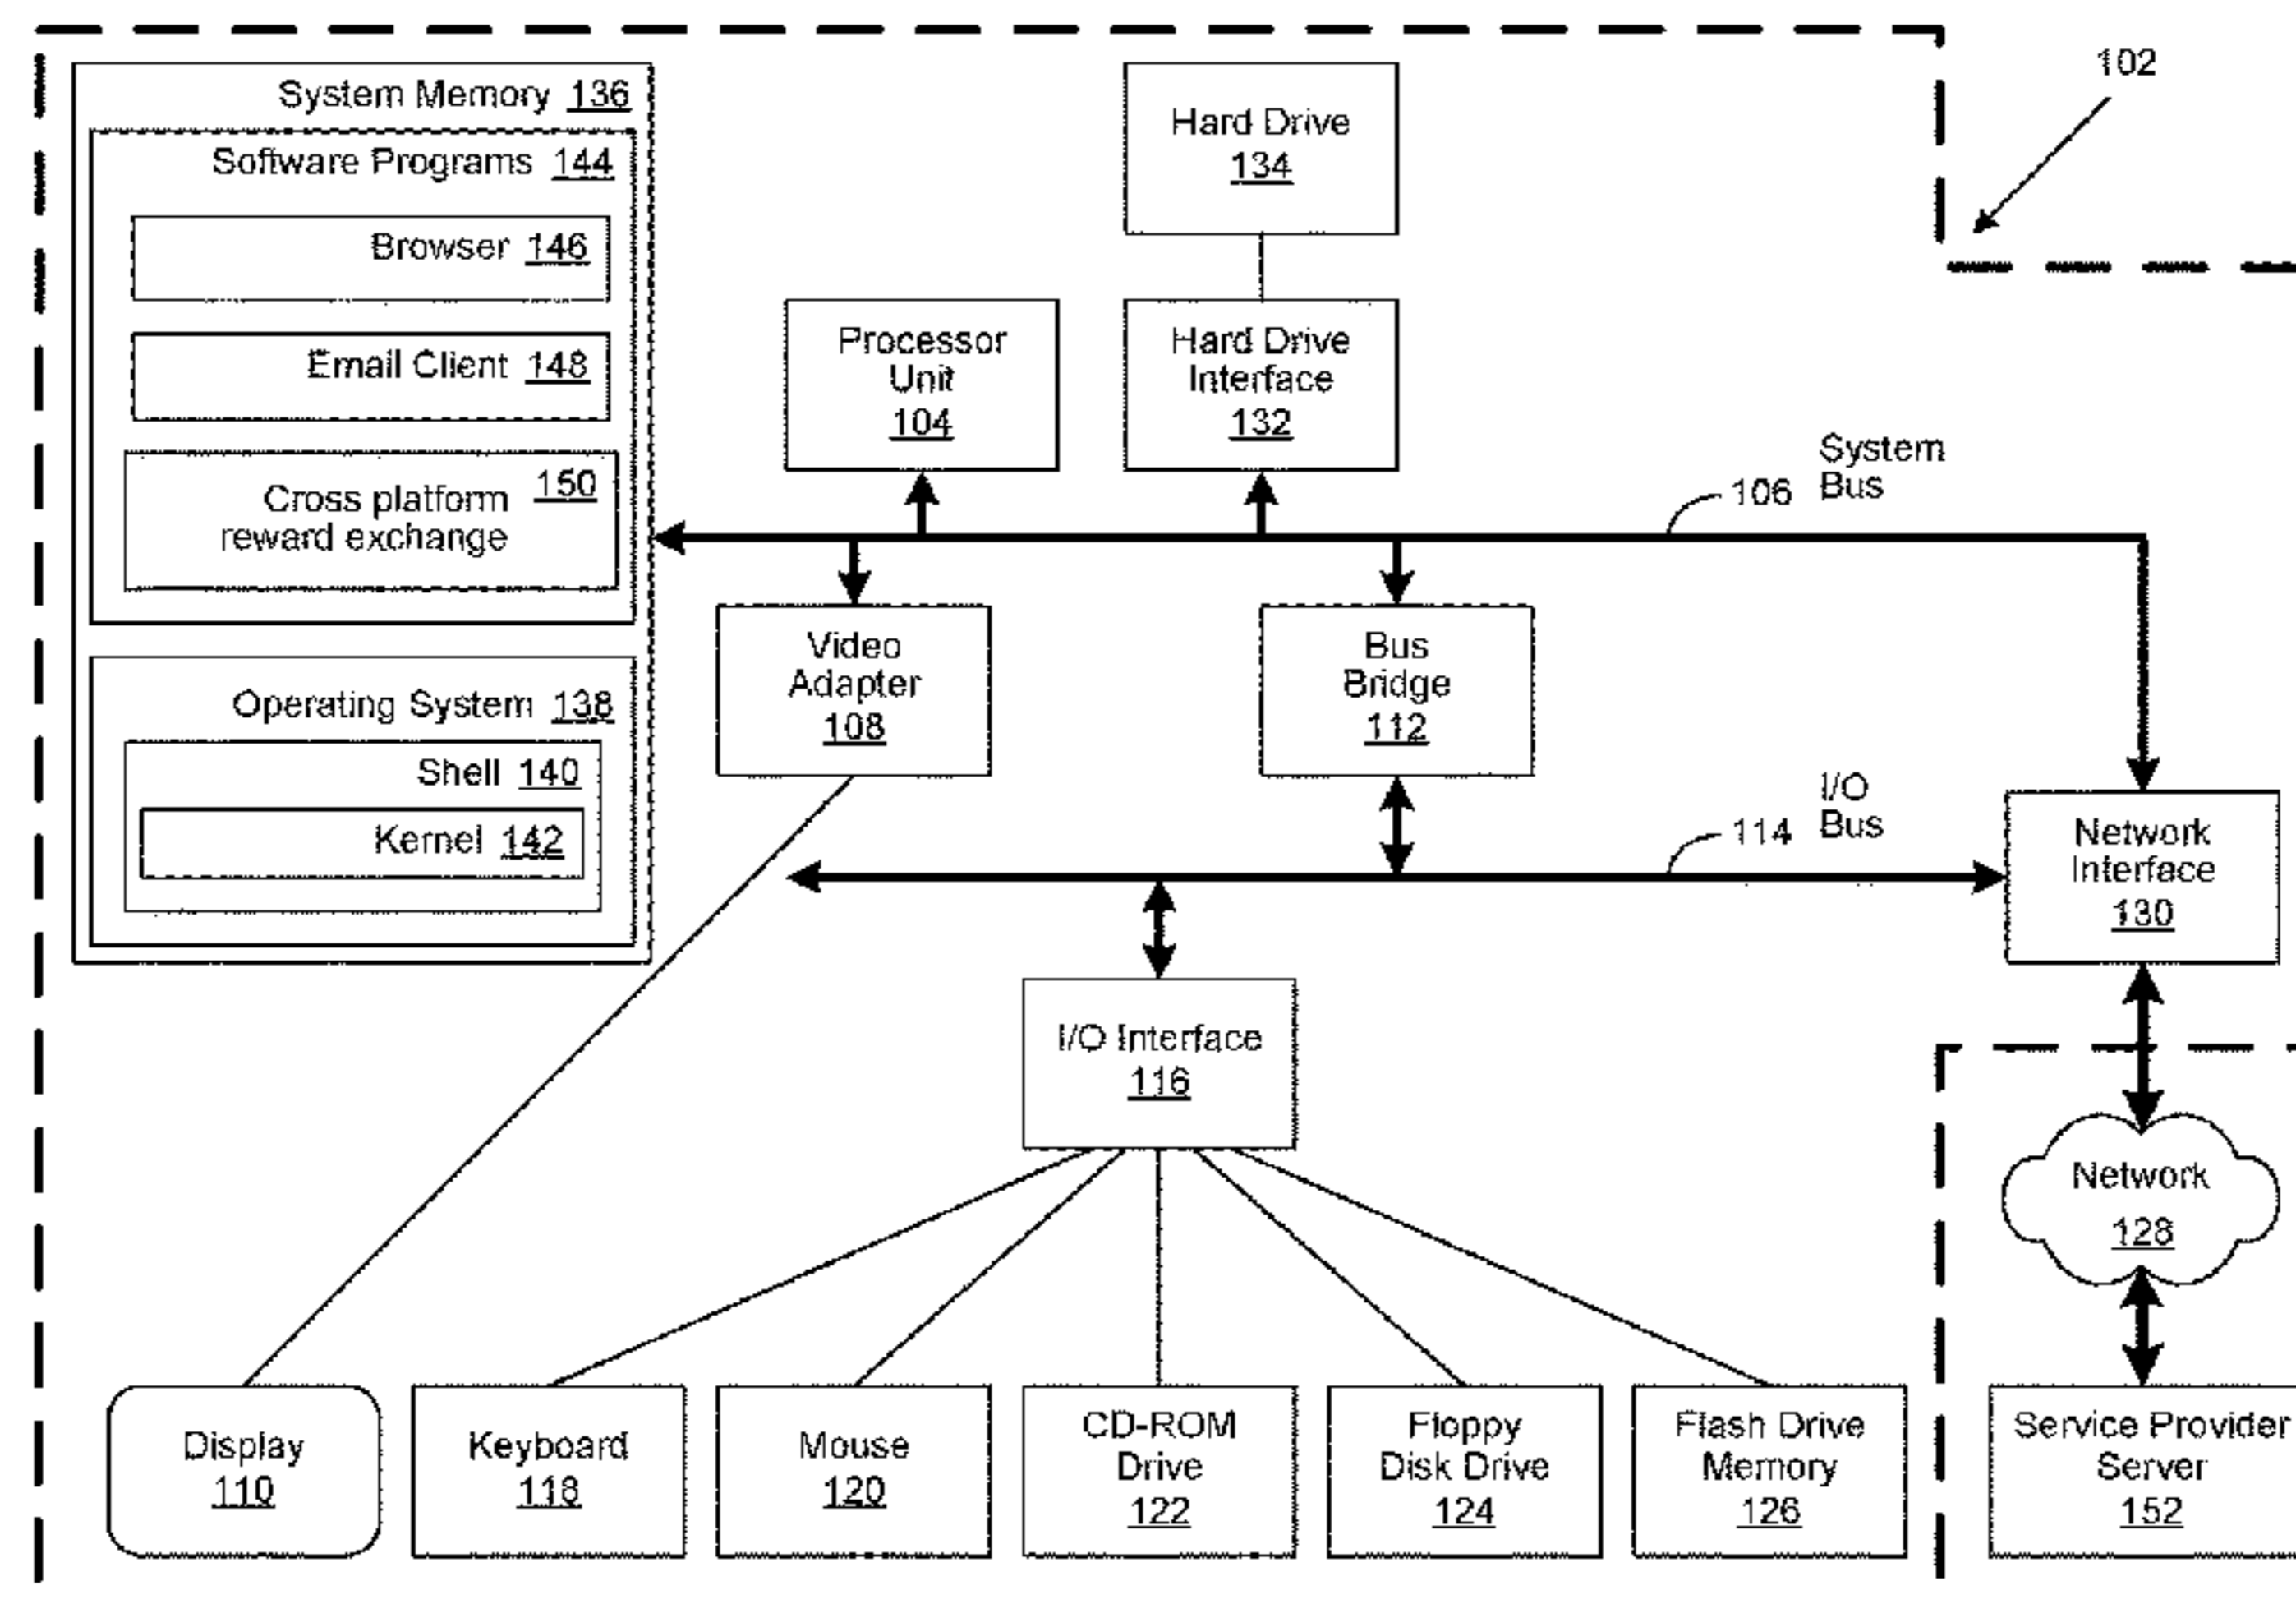 102
System Memory 136
Software Programs 144
Browser 146
Email Client 148
Cross platform 150
reward exchange
Operating System 138
Shell 140
Kernel 142
Hard Drive
134
Processor
Unit
104
Hard Drive
Interface
132
System
106 Bus
Video
Adapter
108
Bus
Bridge
112
I/O
114 Bus
Network
Interface
130
I/O Interface
116
Network
128
Display
110
Keyboard
118
Mouse
120
CD-ROM
Drive
122
Floppy
Disk Drive
124
Flash Drive
Memory
126
Service Provider
Server
152